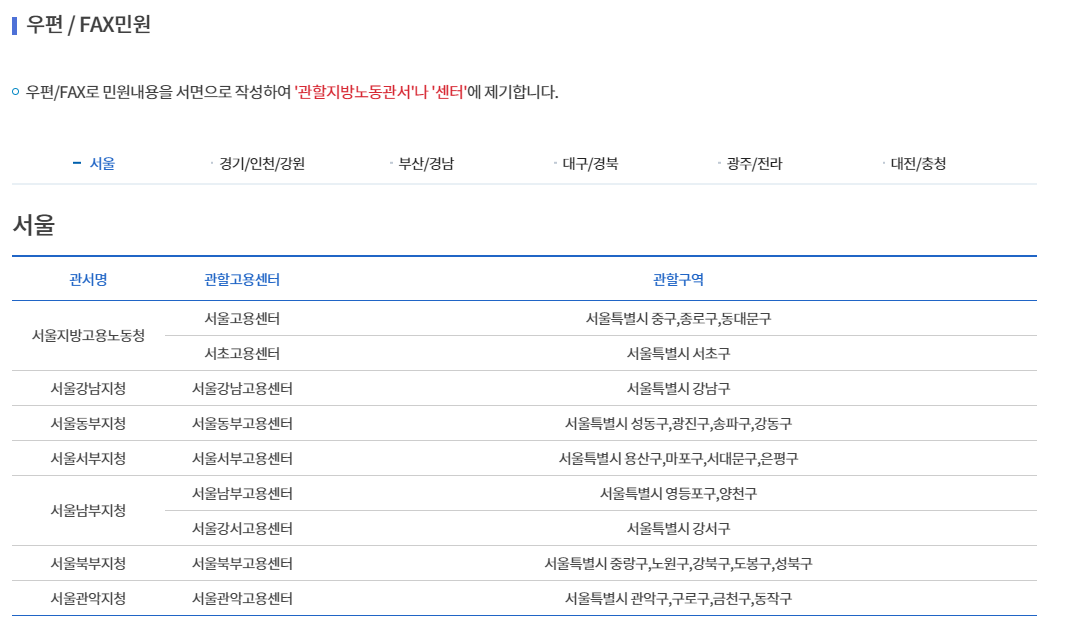 우편 / FAX민원
우편/FAX로 민원내용을 서면으로 작성하여 '관할지방노동관서'나 '센터'에 제기합니다.
서울 경기/인천/강원 부산/경남 대구/경북 광주/전라 대전/충청
서울
관서명 관할고용센터 관할구역
서울지방고용노동청 서울고용센터 서울특별시 중구,종로구,동대문구
서초고용센터 서울특별시 서초구
서울강남지청 서울강남고용센터 서울특별시 강남구
서울동부지청 서울동부고용센터 서울특별시 성동구,광진구,송파구,강동구
서울서부지청 서울서부고용센터 서울특별시 용산구,마포구,서대문구,은평구
서울남부지청 서울남부고용센터 서울특별시 영등포구,양천구
서울강서고용센터 서울특별시 강서구
서울북부지청 서울북부고용센터 서울특별시 중랑구,노원구,강북구,도봉구,성북구
서울관악지청 서울관악고용센터 서울특별시 관악구,구로구,금천구,동작구